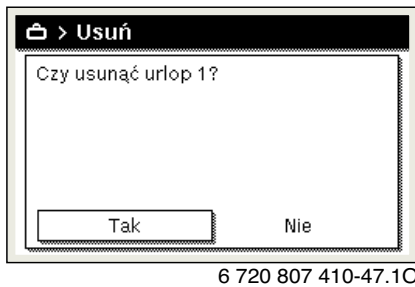 > Usuń
Czy usunąć urlop 1?
Tak Nie
6 720 807 410-47.1O